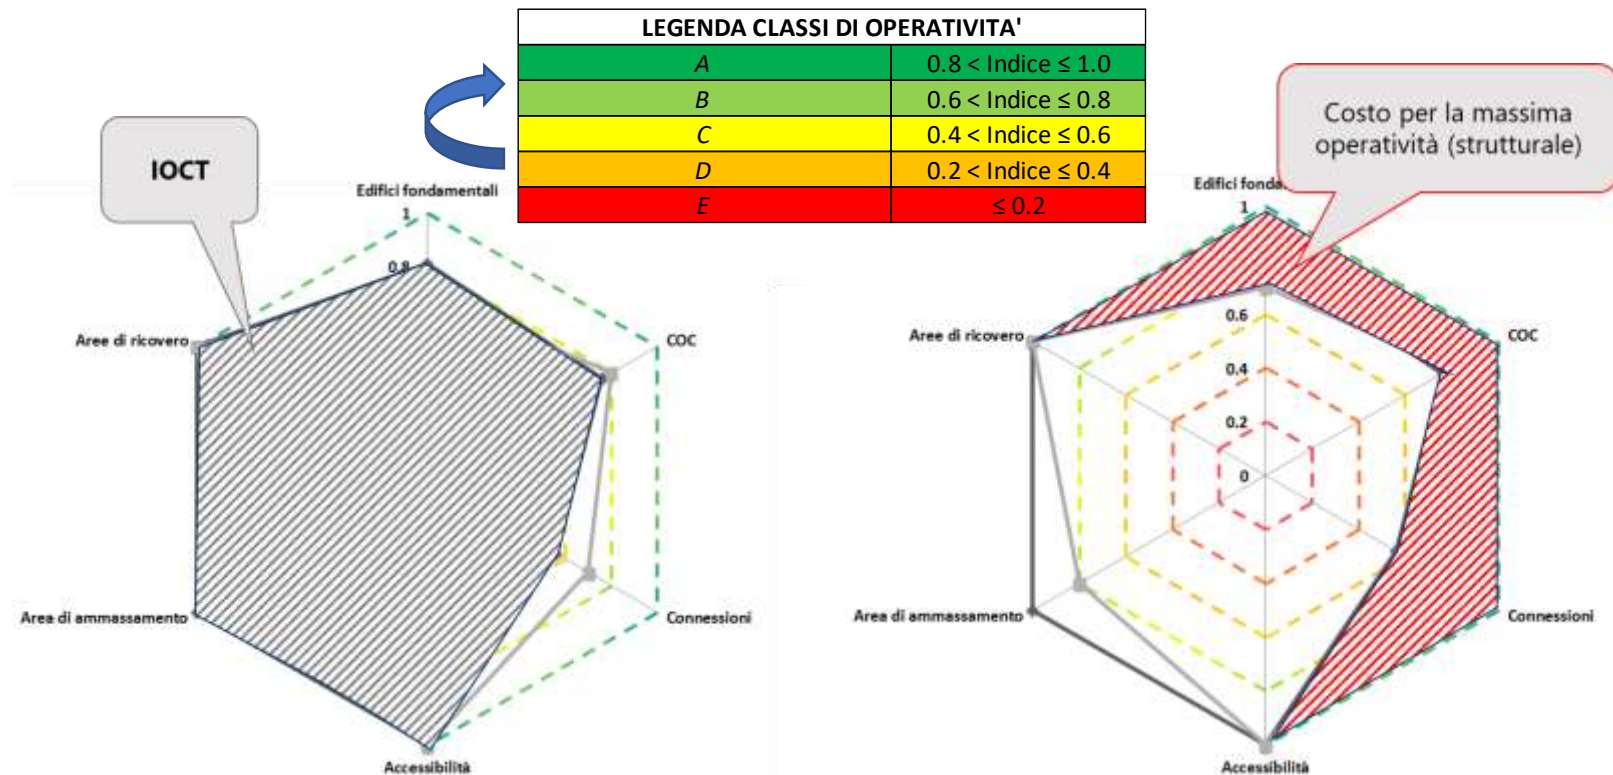 LEGENDA CLASSI DI OPERATIVITA'
A 0.8 < Indice ≤ 1.0
B 0.6 < Indice ≤ 0.8
C 0.4 < Indice ≤ 0.6
D 0.2 < Indice ≤ 0.4
E ≤ 0.2
IOCT
Edifici fondamentali
1
0.8
Aree di ricovero
COC
Area di ammassamento
Connessioni
Accessibilità
Costo per la massima
operatività (strutturale)
Edifici
1
0.6
Aree di ricovero
COC
0.4
0.2
0
Area di ammassamento
Connessioni
Accessibilità